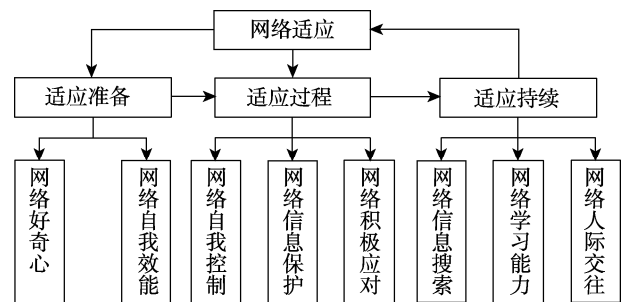 网络适应
适应准备
适应过程
适应持续
网络好奇心
网络自我效能
网络自我控制
网络信息保护
网络积极应对
网络信息搜索
网络学习能力
网络人际交往